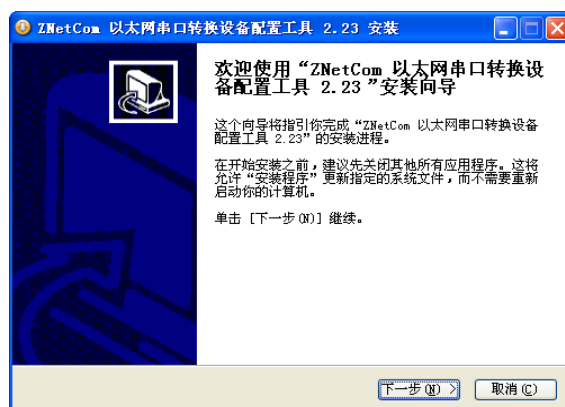 ZNetCom 以太网串口转换设备配置工具 2.23 安装
欢迎使用“ZNetCom 以太网串口转换设
备配置工具 2.23 ”安装向导
这个向导将指引你完成“ZNetCom 以太网串口转换设备
配置工具 2.23”的安装进程。
在开始安装之前，建议先关闭其他所有应用程序。这将
允许“安装程序”更新指定的系统文件，而不需要重新
启动你的计算机。
单击 [下一步(N)] 继续。
下一步(N) >
取消(C)